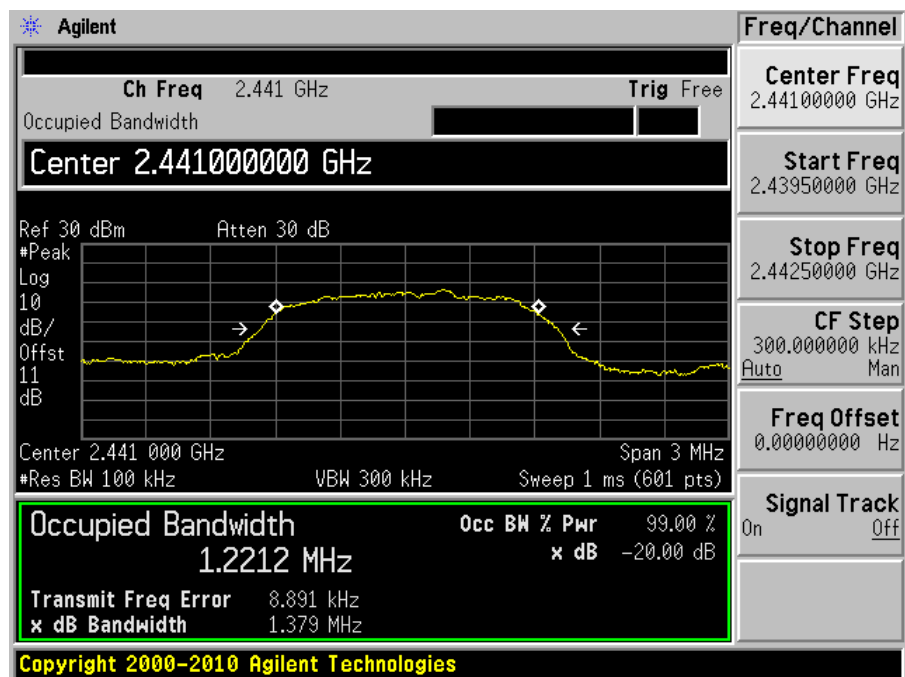 Agilent
Freq/Channel
Ch Freq 2.441 GHz Trig Free
Occupied Bandwidth
Center 2.441000000 GHz
Ref 30 dBm Atten 30 dB
#Peak
Log
10
dB/
Offst
11
dB
Center 2.441 000 GHz Span 3 MHz
#Res BW 100 kHz VBW 300 kHz Sweep 1 ms (601 pts)
Occupied Bandwidth Occ BW % Pwr 99.00 %
1.2212 MHz x dB -20.00 dB
Transmit Freq Error 8.891 kHz
x dB Bandwidth 1.379 MHz
Copyright 2000-2010 Agilent Technologies
Center Freq
2.44100000 GHz
Start Freq
2.43950000 GHz
Stop Freq
2.44250000 GHz
CF Step
300.000000 kHz
Auto Man
Freq Offset
0.00000000 Hz
Signal Track
On Off